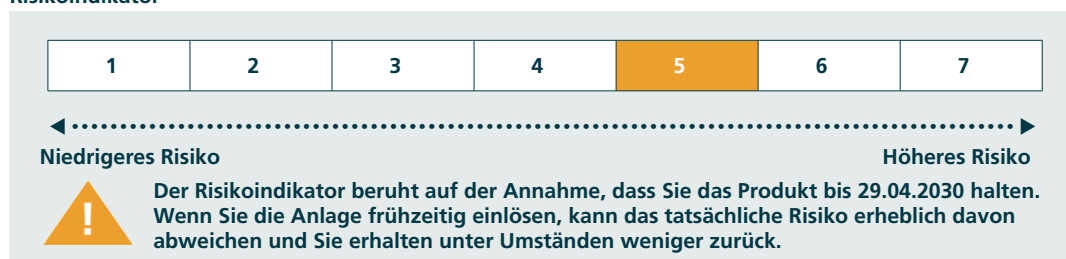 Risikoindikator
1 2 3 4 5 6 7
Niedrigeres Risiko Höheres Risiko
! Der Risikoindikator beruht auf der Annahme, dass Sie das Produkt bis 29.04.2030 halten.
Wenn Sie die Anlage frühzeitig einlösen, kann das tatsächliche Risiko erheblich davon
abweichen und Sie erhalten unter Umständen weniger zurück.